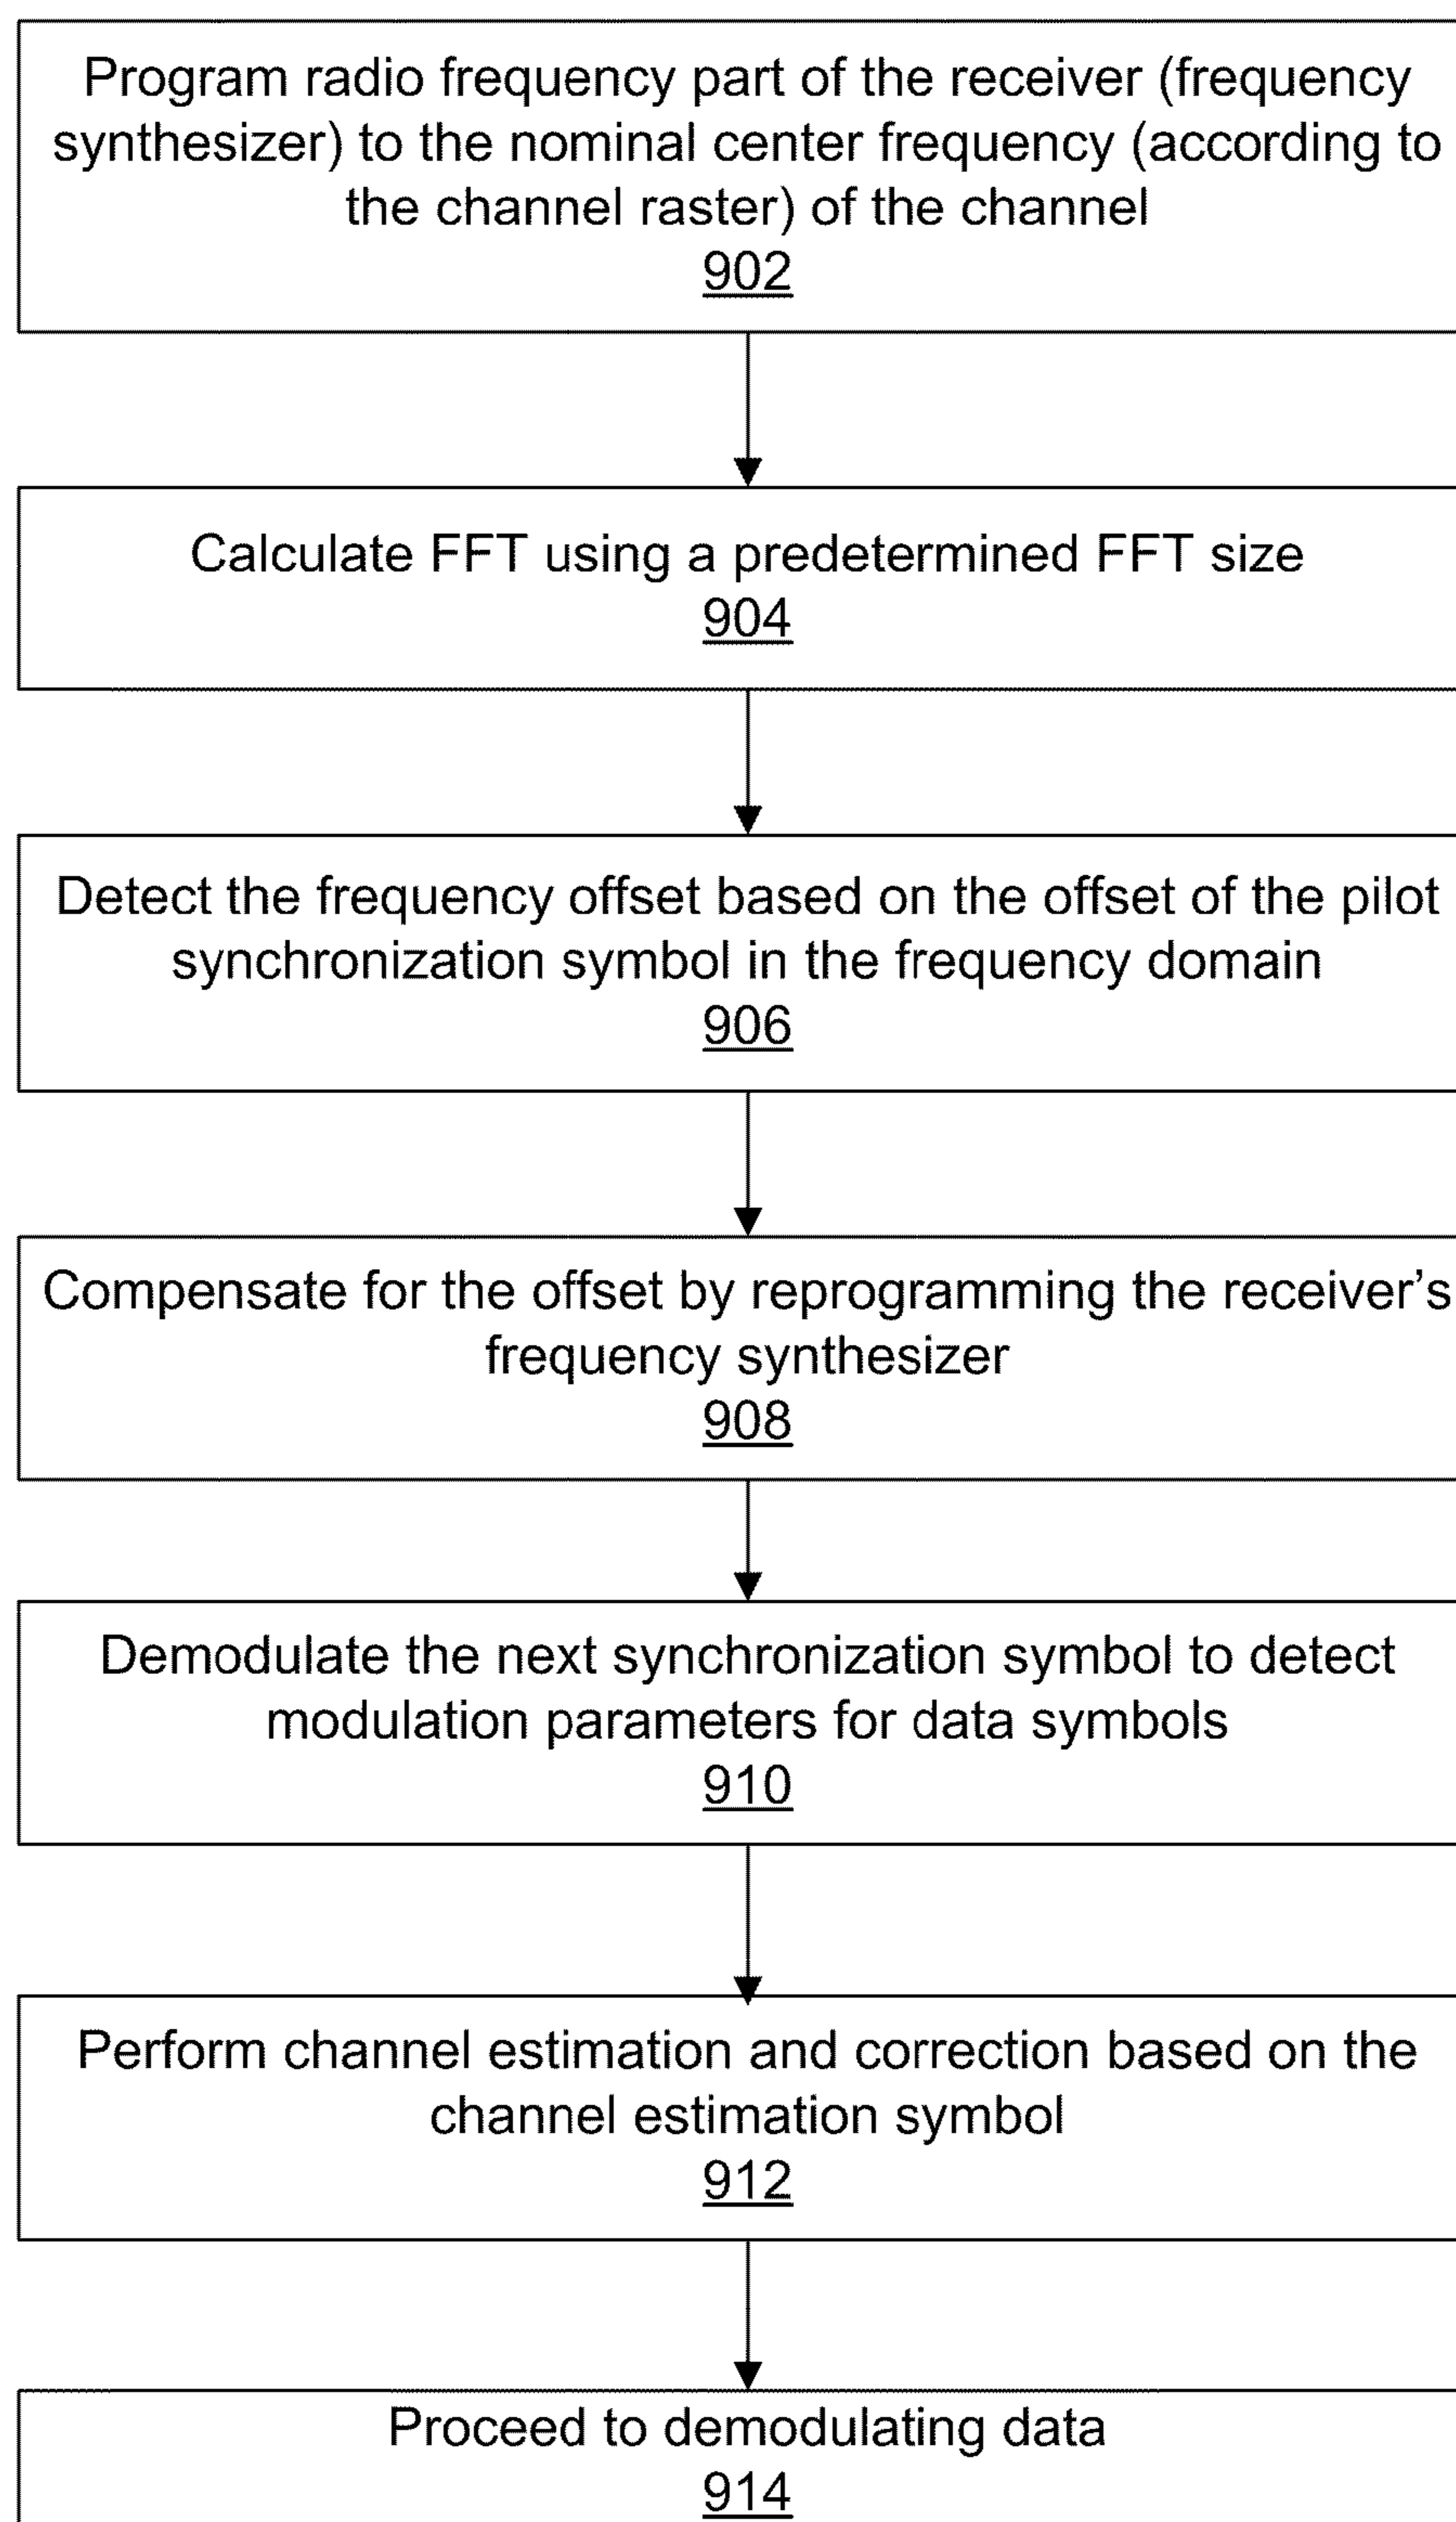 Program radio frequency part of the receiver (frequency
synthesizer) to the nominal center frequency (according to
the channel raster) of the channel
902
Calculate FFT using a predetermined FFT size
904
Detect the frequency offset based on the offset of the pilot
synchronization symbol in the frequency domain
906
Compensate for the offset by reprogramming the receiver's
frequency synthesizer
908
Demodulate the next synchronization symbol to detect
modulation parameters for data symbols
910
Perform channel estimation and correction based on the
channel estimation symbol
912
Proceed to demodulating data
914